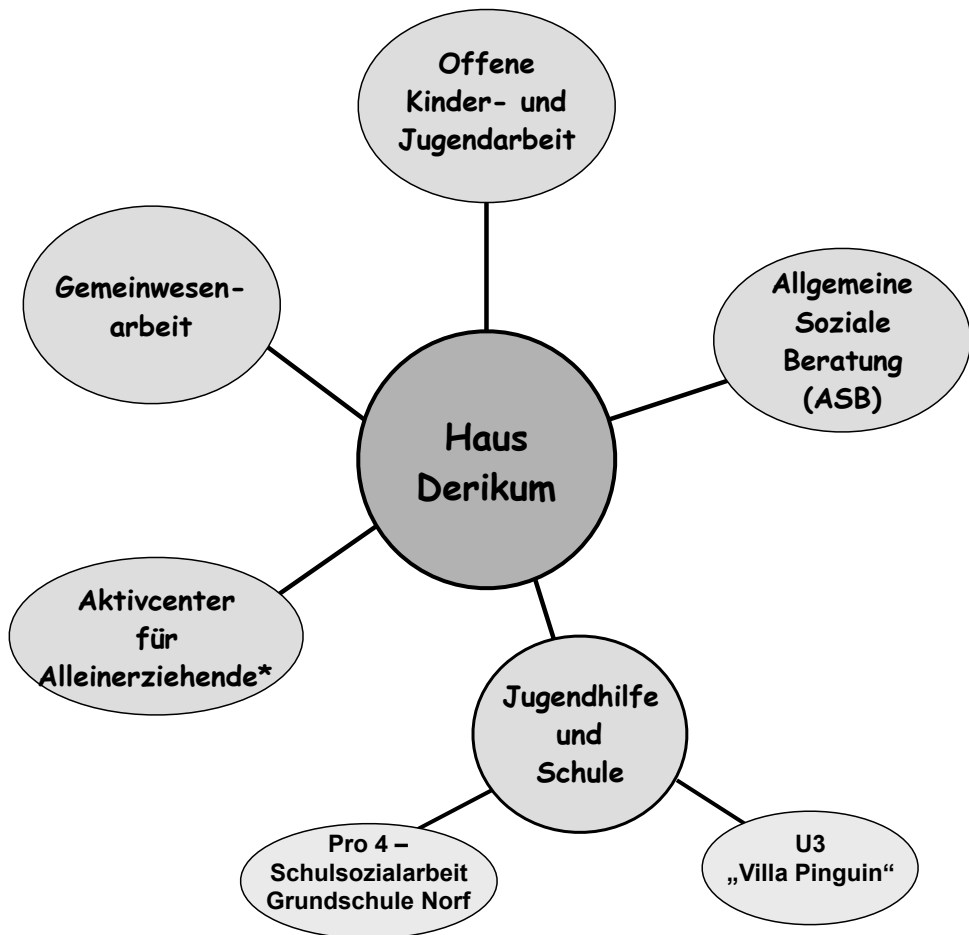 Offene
Kinder- und
Jugendarbeit
Gemeinwesen-
arbeit
Allgemeine
Soziale
Beratung
(ASB)
Haus
Derikum
Aktivcenter
für
Alleinerziehende*
Jugendhilfe
und
Schule
Pro 4 –
Schulsozialarbeit
Grundschule Norf
U3
„Villa Pinguin“